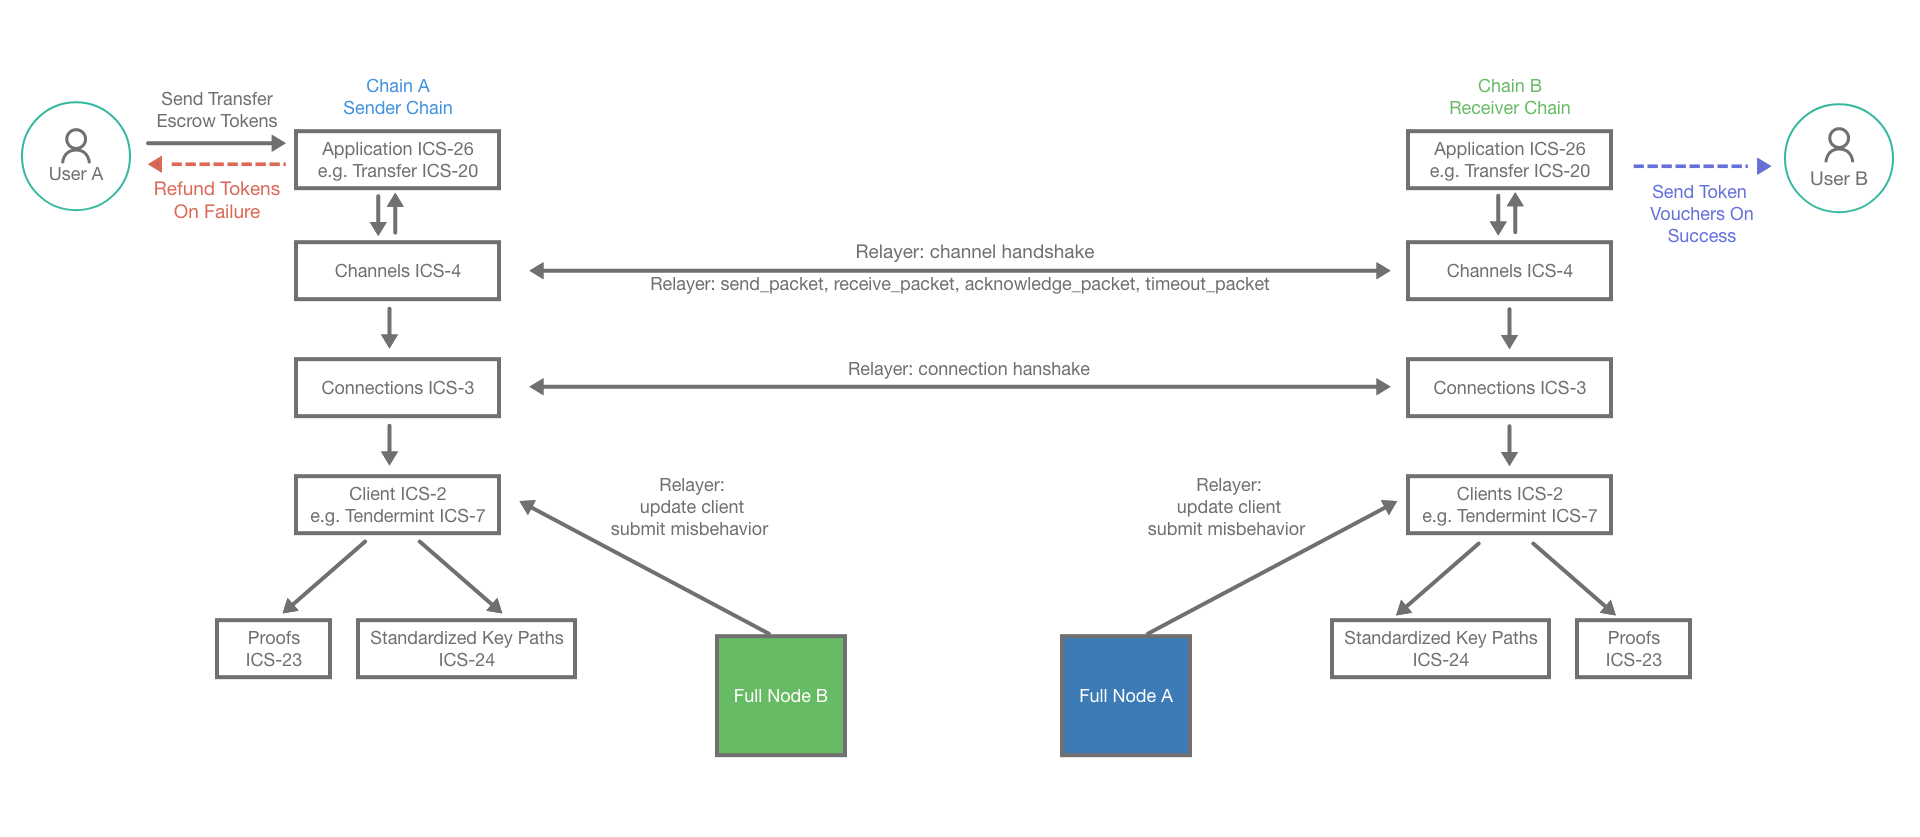 Send Transfer
Escrow Tokens
User A
Refund Tokens
On Failure
Chain A
Sender Chain
Application ICS-26
e.g. Transfer ICS-20
Channels ICS-4
Connections ICS-3
Client ICS-2
e.g. Tendermint ICS-7
Proofs
ICS-23
Standardized Key Paths
ICS-24
Relayer: channel handshake
Relayer: send_packet, receive_packet, acknowledge_packet, timeout_packet
Relayer: connection hanshake
Relayer:
update client
submit misbehavior
Full Node B
Relayer:
update client
submit misbehavior
Full Node A
Chain B
Receiver Chain
Application ICS-26
e.g. Transfer ICS-20
Channels ICS-4
Connections ICS-3
Clients ICS-2
e.g. Tendermint ICS-7
Standardized Key Paths
ICS-24
Proofs
ICS-23
Send Token
Vouchers On
Success
User B